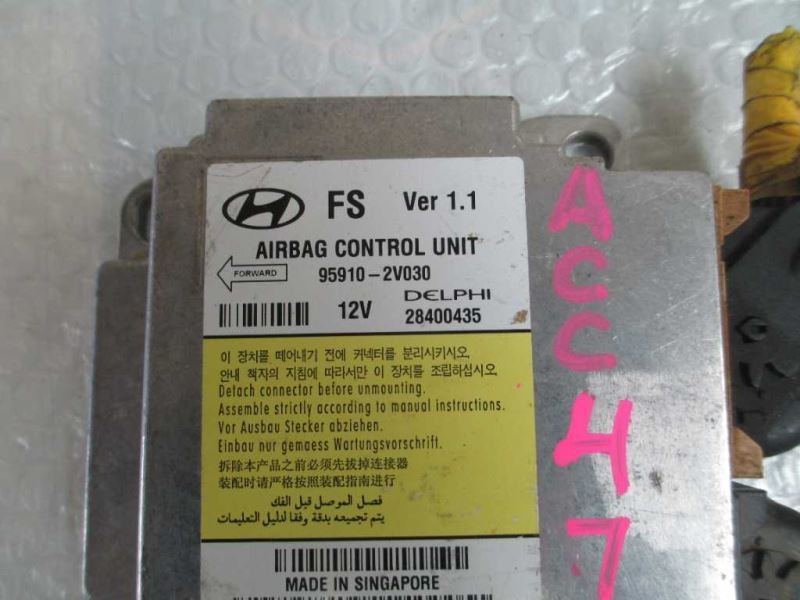 FS Ver 1.1
AIRBAG CONTROL UNIT
FORWARD
95910-2V030
12V
DELPHI
28400435
이 장치를 떼어내기 전에 커넥터를 분리시키시오.
안내 책자의 지침에 따라서만 이 장치를 조립하십시오.
Detach connector before unmounting.
Assemble strictly according to manual instructions.
Vor Ausbau Stecker abziehen.
Einbau nur gemaess Wartungsvorschrift.
拆除本产品之前必须先拔掉连接器
装配时请严格按照装配指南进行
فصل الموصل قبل الفك
يتم تجميعه بدقة وفقا لدليل التعليمات
MADE IN SINGAPORE
ACC47